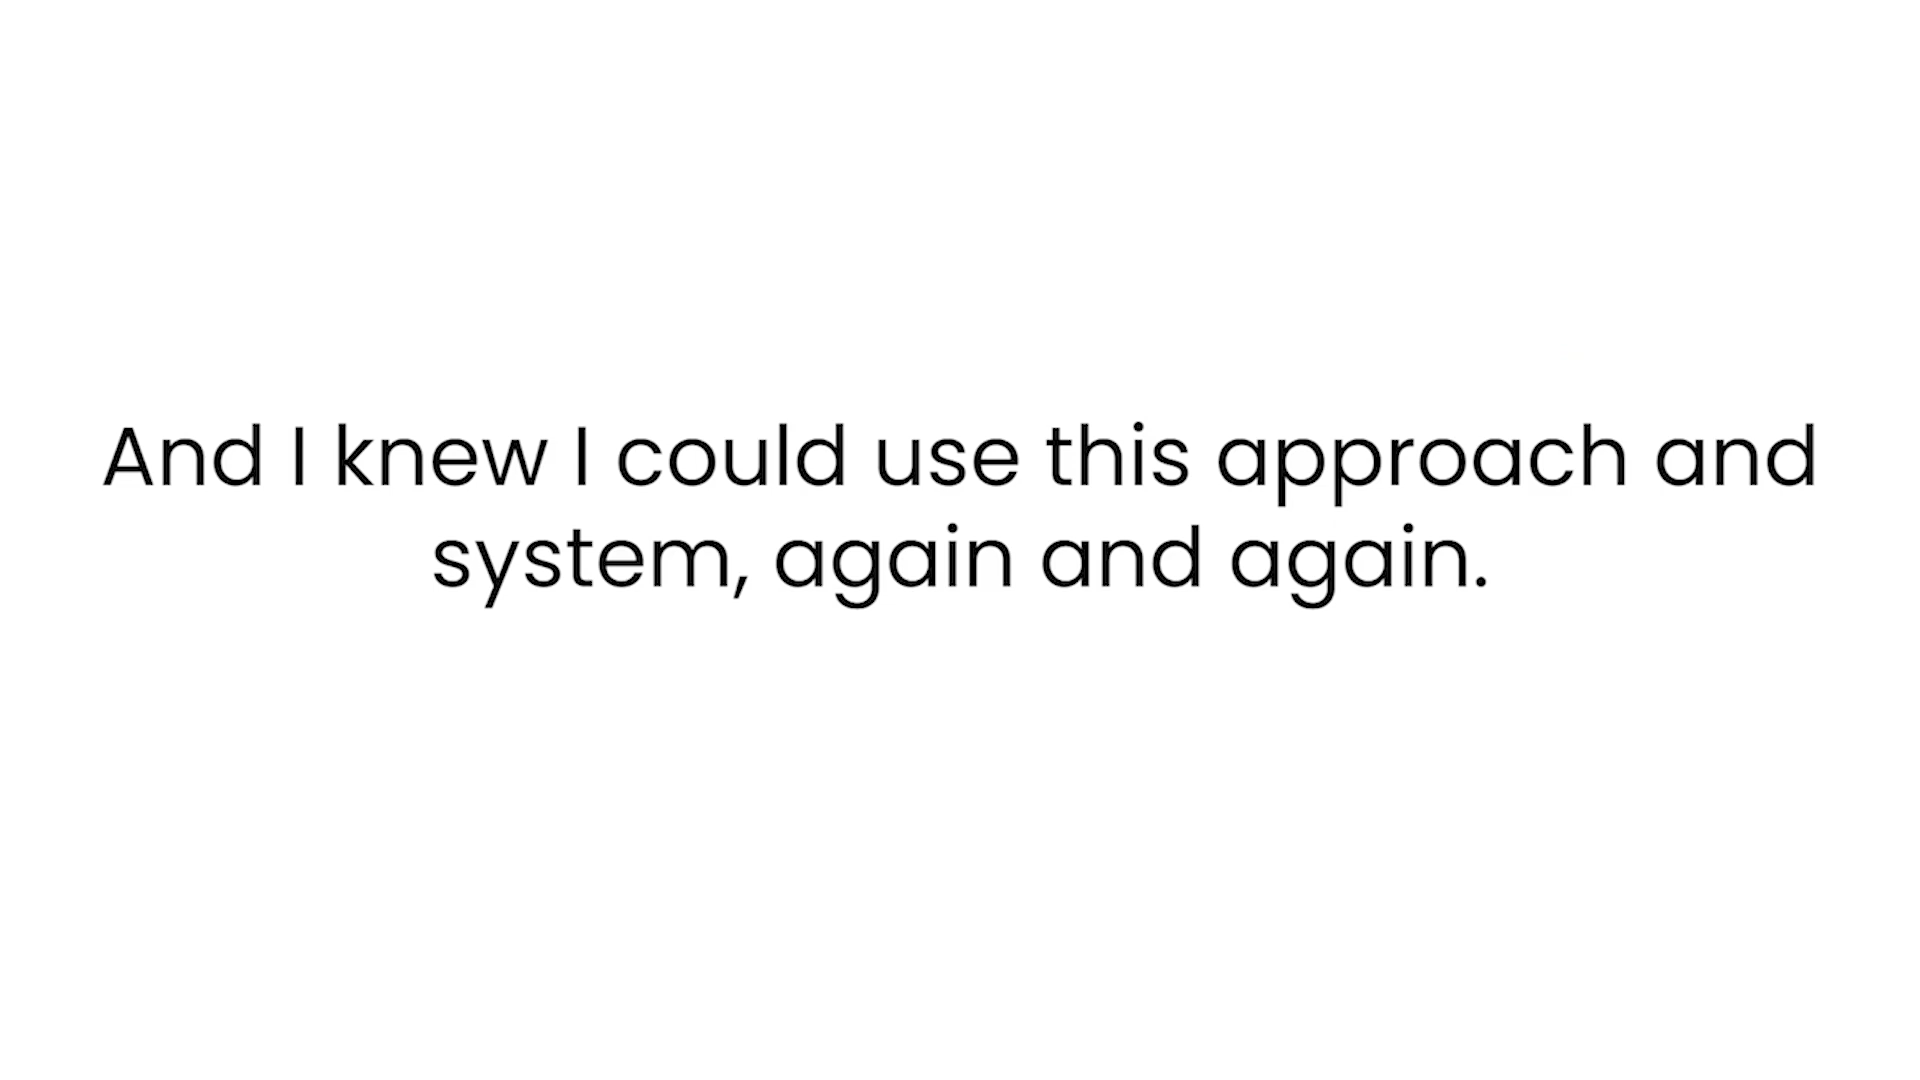 And I knew I could use this approach and
system, again and again.